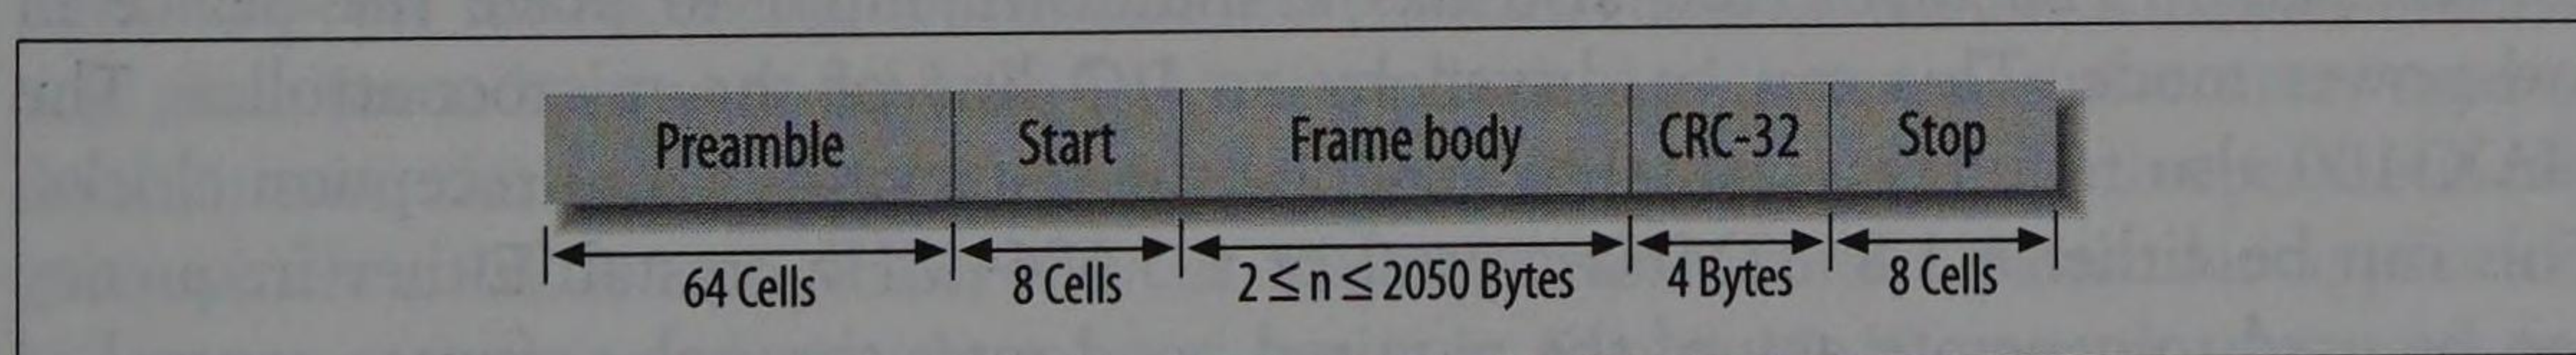 Preamble Start Frame body CRC-32 Stop
64 Cells 8 Cells 2 ≤ n ≤ 2050 Bytes 4 Bytes 8 Cells